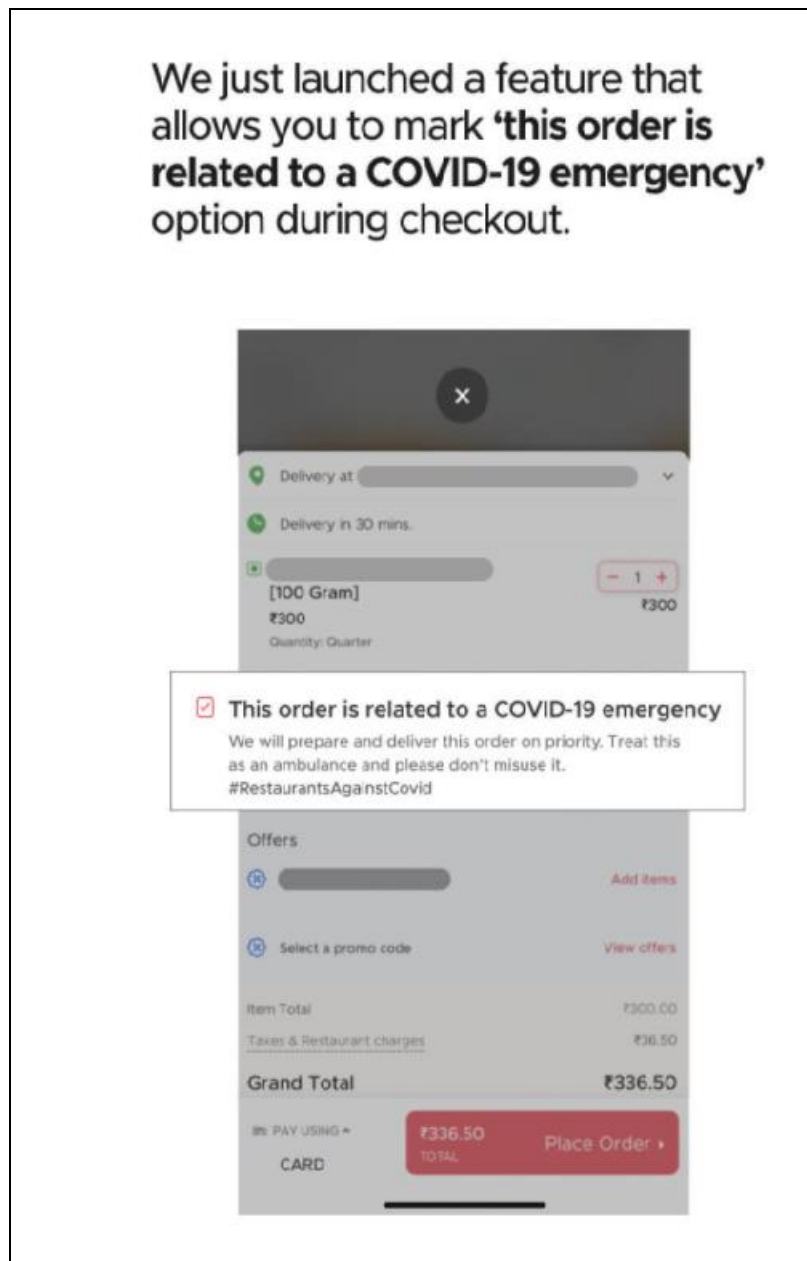 We just launched a feature that
allows you to mark ‘this order is
related to a COVID-19 emergency’
option during checkout.
x
Delivery at
Delivery in 30 mins.
- 1 +
[100 Gram]
₹300
₹300
Quantity: Quarter
This order is related to a COVID-19 emergency
We will prepare and deliver this order on priority. Treat this
as an ambulance and please don't misuse it.
#RestaurantsAgainstCovid
Offers
Add items
Select a promo code View offers
Item Total ₹300.00
Taxes & Restaurant charges ₹36.50
Grand Total ₹336.50
PAY USING
CARD
₹336.50
TOTAL
Place Order